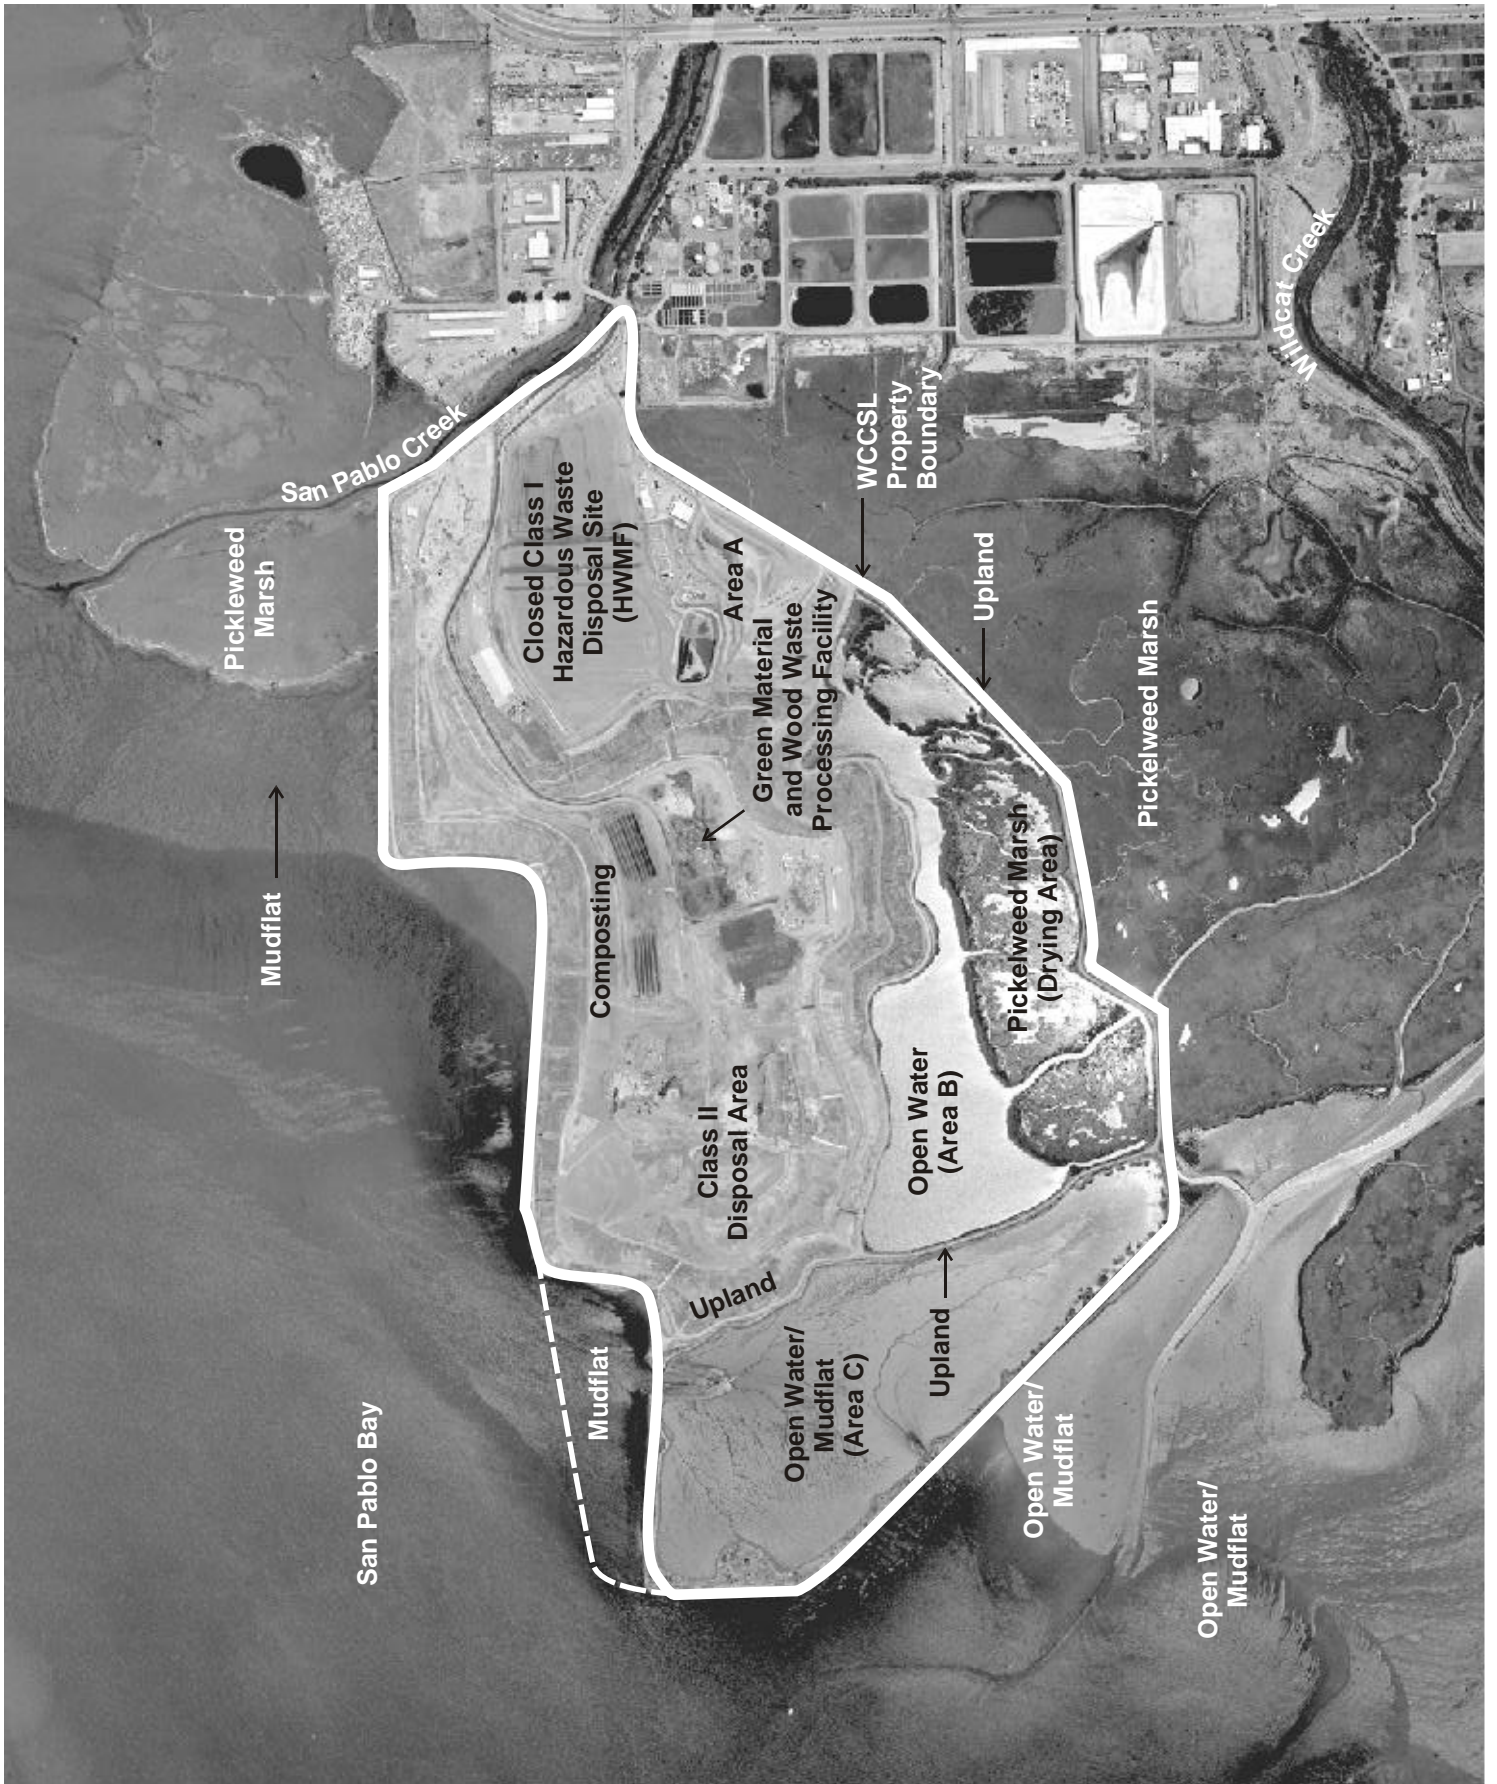 San Pablo Creek
Pickleweed
Marsh
Mudflat
San Pablo Bay
Wildcat Creek
WCCSL
Property
Boundary
Closed Class I
Hazardous Waste
Disposal Site
(HWMF)
Area A
Green Material
and Wood Waste
Processing Facility
Upland
Pickelweed Marsh
Composting
Pickelweed Marsh
(Drying Area)
Class II
Disposal Area
Open Water
(Area B)
Upland
Mudflat
Open Water/
Mudflat
(Area C)
Upland
Open Water/
Mudflat
Open Water/
Mudflat